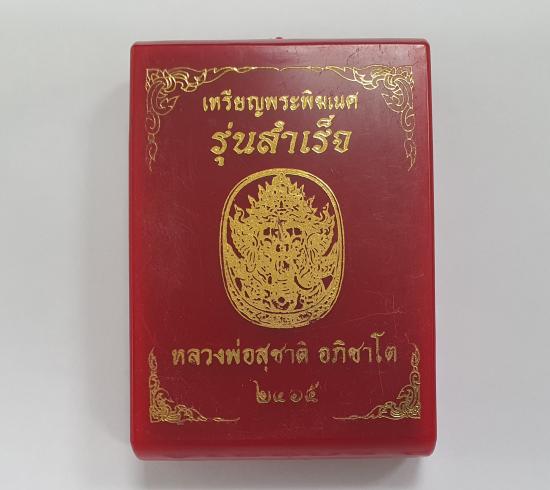 เหรียญพระพิฆเนศ
รุ่นสำเร็จ
หลวงพ่อสุชาติ อภิชาโต
๒๕๖๕